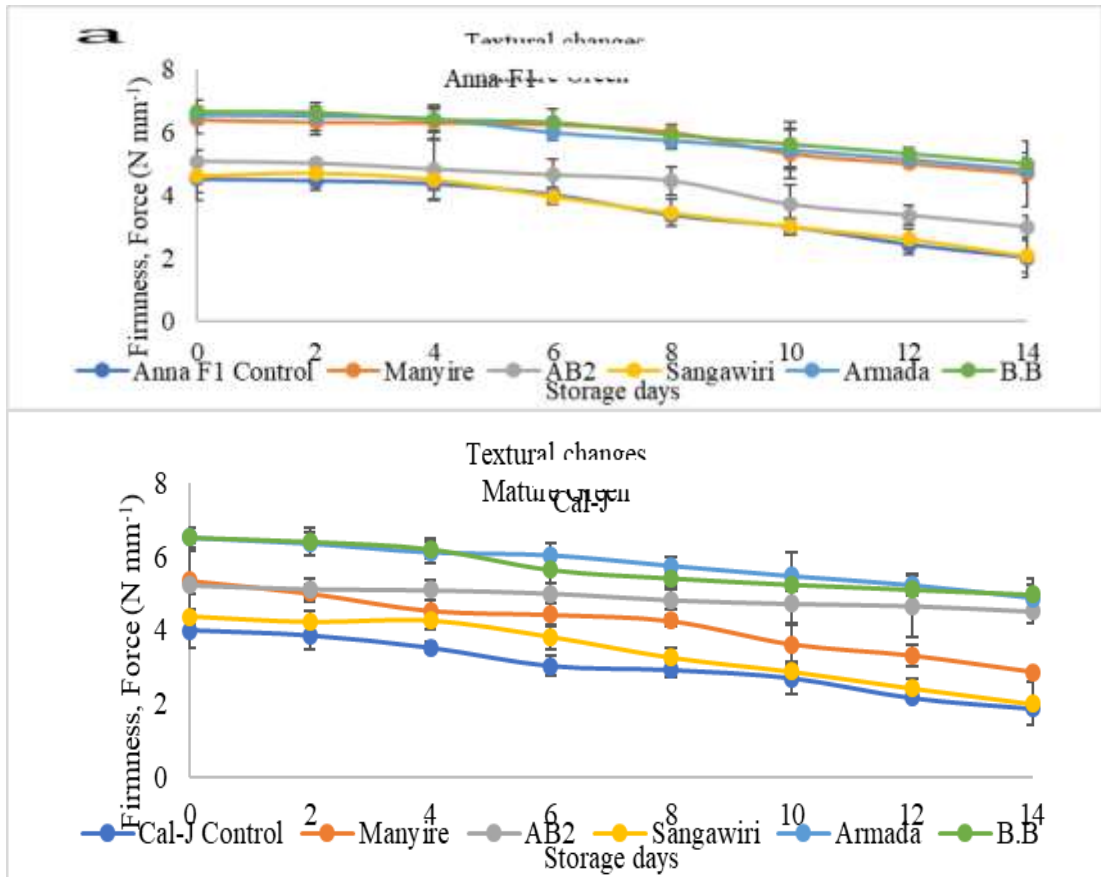 a
Textural changes
Anna-F1
Firmness, Force (N mm-1)
8
6
4
2
0
0 2 4 6 8 10 12 14
Anna F1 Control Manyire AB2 Sangawiri Armada B.B
Storage days
Textural changes
Mature Green
Cal-J
Firmness, Force (N mm-1)
8
6
4
2
0
0 2 4 6 8 10 12 14
Cal-J Control Manyire AB2 Sangawiri Armada B.B
Storage days